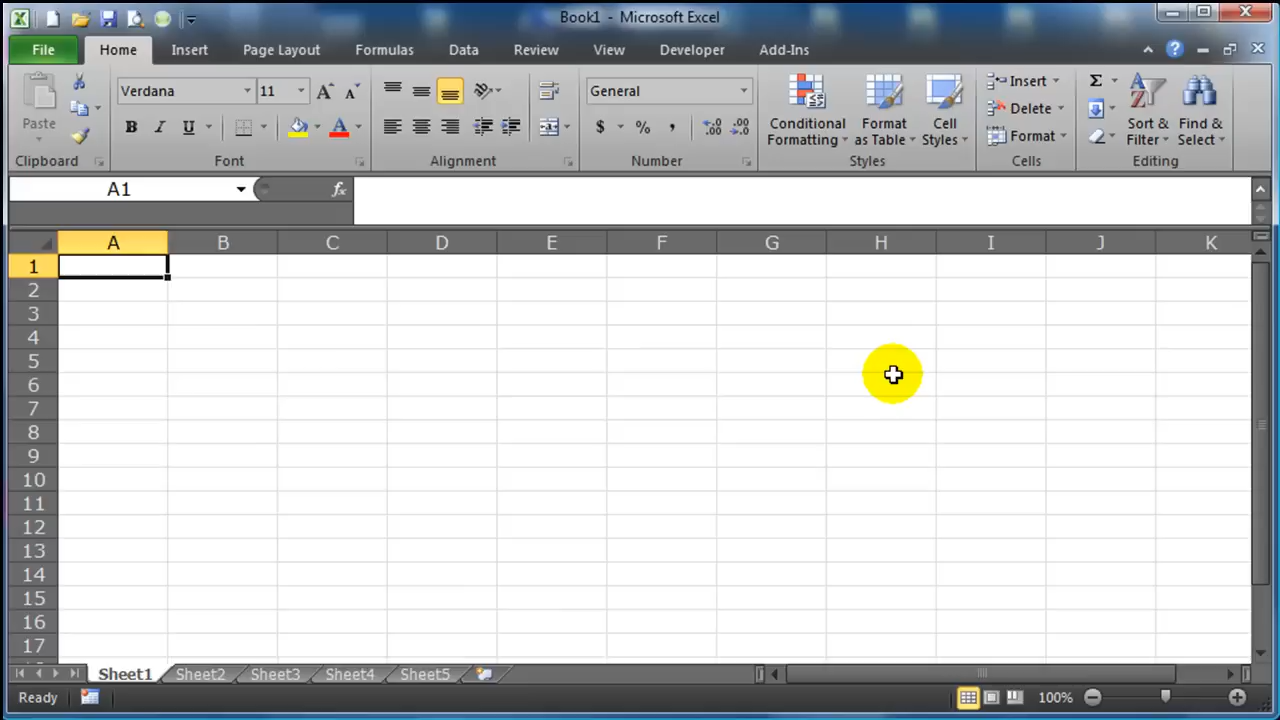 Book1 - Microsoft Excel
File Home Insert Page Layout Formulas Data Review View Developer Add-Ins
Paste
Verdana 11
B I U A
General
$ % ,
Conditional Formatting
Format as Table
Cell Styles
Insert
Delete
Format
Σ
Sort & Filter
Find & Select
Clipboard Font Alignment Number Styles Cells Editing
A1 fx
A B C D E F G H I J K
1
2
3
4
5
6
7
8
9
10
11
12
13
14
15
16
17
Sheet1 Sheet2 Sheet3 Sheet4 Sheet5
Ready 100%